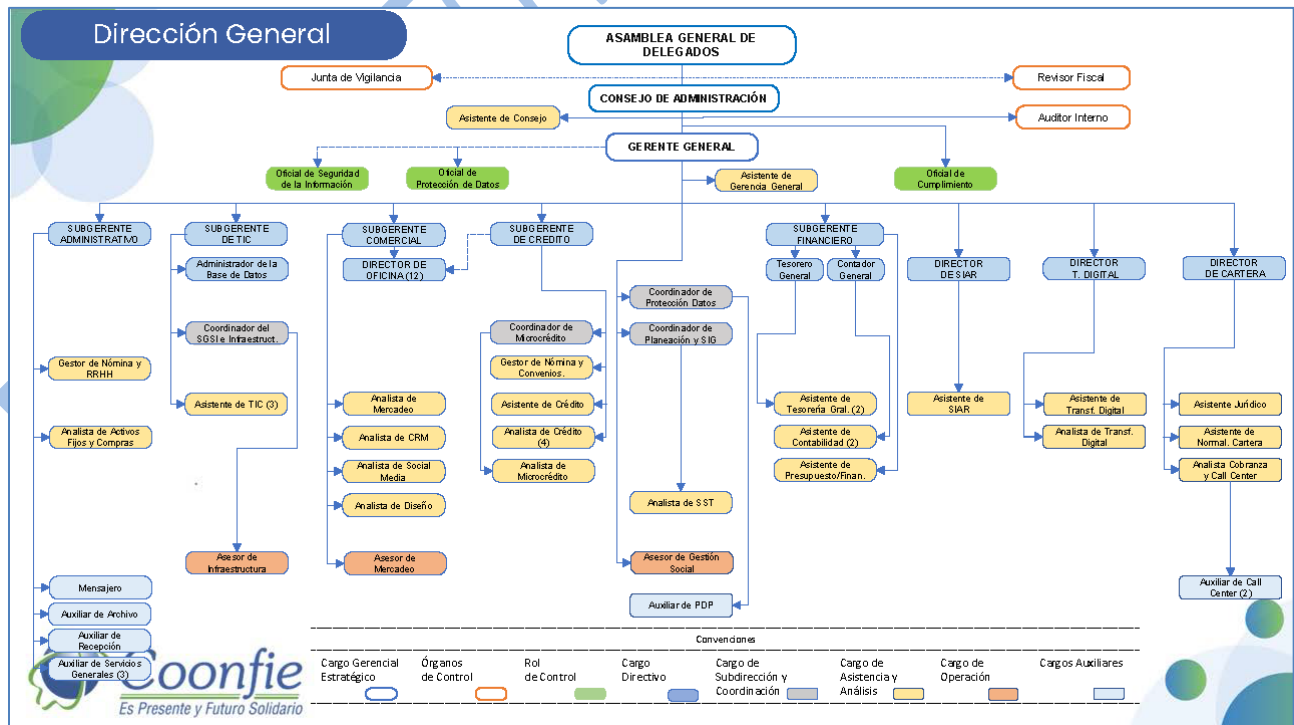 Dirección General
ASAMBLEA GENERAL DE
DELEGADOS
Junta de Vigilancia
Revisor Fiscal
CONSEJO DE ADMINISTRACIÓN
Asistente de Consejo
Auditor Interno
GERENTE GENERAL
Oficial de Seguridad
de la Información
Oficial de
Protección de Datos
Asistente de
Gerencia General
Oficial de
Cumplimiento
SUBGERENTE
ADMINISTRATIVO
SUBGERENTE
DE TIC
SUBGERENTE
COMERCIAL
SUBGERENTE
DE CREDITO
SUBGERENTE
FINANCIERO
Administrador de la
Base de Datos
DIRECTOR DE
OFICINA (12)
Tesorero
General
Contador
General
DIRECTOR
DE SIAR
DIRECTOR
T. DIGITAL
DIRECTOR
DE CARTERA
Coordinador de
Protección Datos
Coordinador del
SGSI e Infraestruct.
Coordinador de
Microcrédito
Coordinador de
Planeación y SIG
Gestor de Nómina y
RRHH
Gestor de Nómina y
Convenios.
Asistente de TIC (3)
Analista de
Mercadeo
Asistente de Crédito
Asistente de
Tesorería Gral. (2)
Asistente de
SIAR
Asistente de
Transf. Digital
Asistente Jurídico
Analista de Activos
Fijos y Compras
Analista de CRM
Analista de Crédito
(4)
Asistente de
Contabilidad (2)
Analista de Transf.
Digital
Asistente de
Normal. Cartera
Analista de Social
Media
Analista de
Microcrédito
Asistente de
Presupuesto/Finan.
Analista Cobranza
y Call Center
Analista de Diseño
Analista de SST
Asesor de
Infraestructura
Asesor de
Mercadeo
Asesor de Gestión
Social
Mensajero
Auxiliar de Call
Center (2)
Auxiliar de Archivo
Auxiliar de PDP
Auxiliar de
Recepción
Auxiliar de Servicios
Generales (3)
Coonfie
Es Presente y Futuro Solidario
Convenciones
Cargo Gerencial
Estratégico
Órganos
de Control
Rol
de Control
Cargo
Directivo
Cargo de
Subdirección y
Coordinación
Cargo de
Asistencia y
Análisis
Cargo de
Operación
Cargos Auxiliares